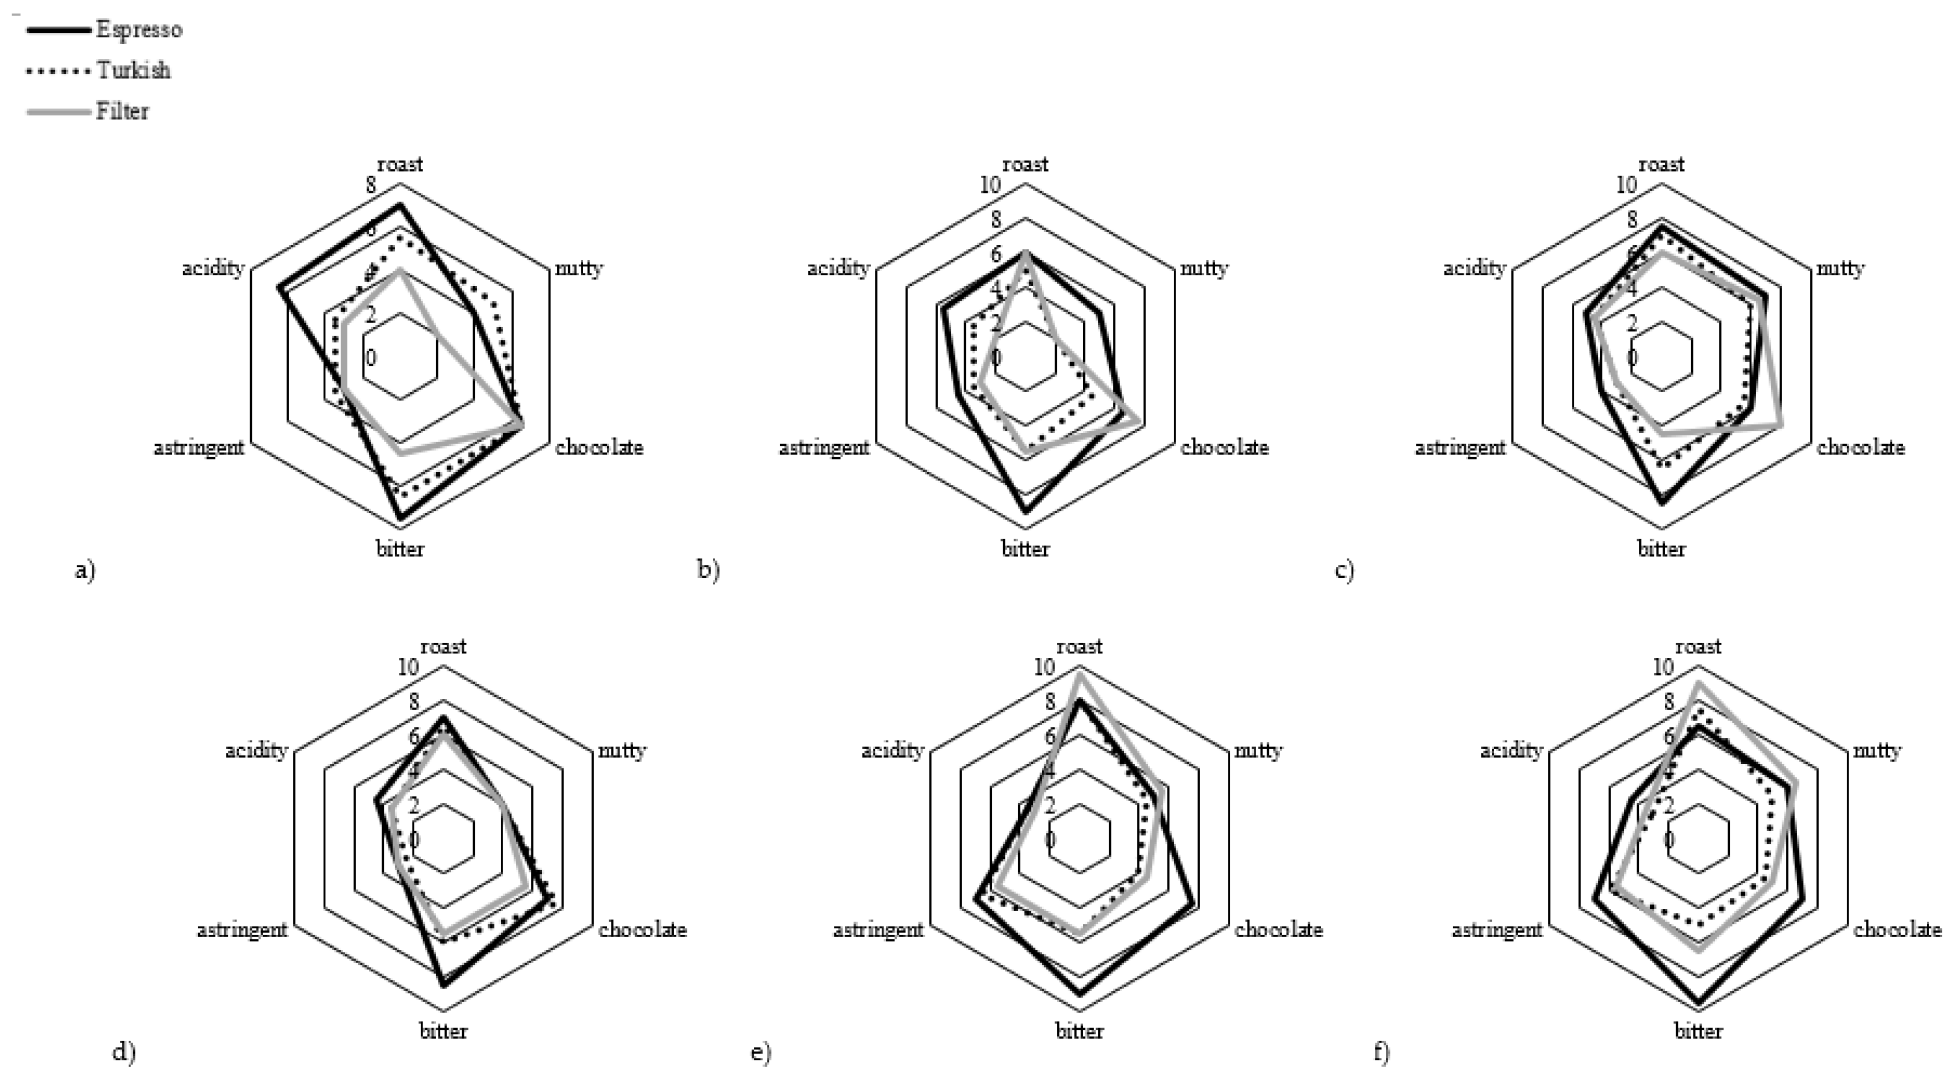 Espresso
Turkish
Filter
roast
8
6
4
2
0
acidity
nutty
astringent
chocolate
bitter
a)
roast
10
8
6
4
2
0
acidity
nutty
astringent
chocolate
bitter
b)
roast
10
8
6
4
2
0
acidity
nutty
astringent
chocolate
bitter
c)
roast
10
8
6
4
2
0
acidity
nutty
astringent
chocolate
bitter
d)
roast
10
8
6
4
2
0
acidity
nutty
astringent
chocolate
bitter
e)
roast
10
8
6
4
2
0
acidity
nutty
astringent
chocolate
bitter
f)